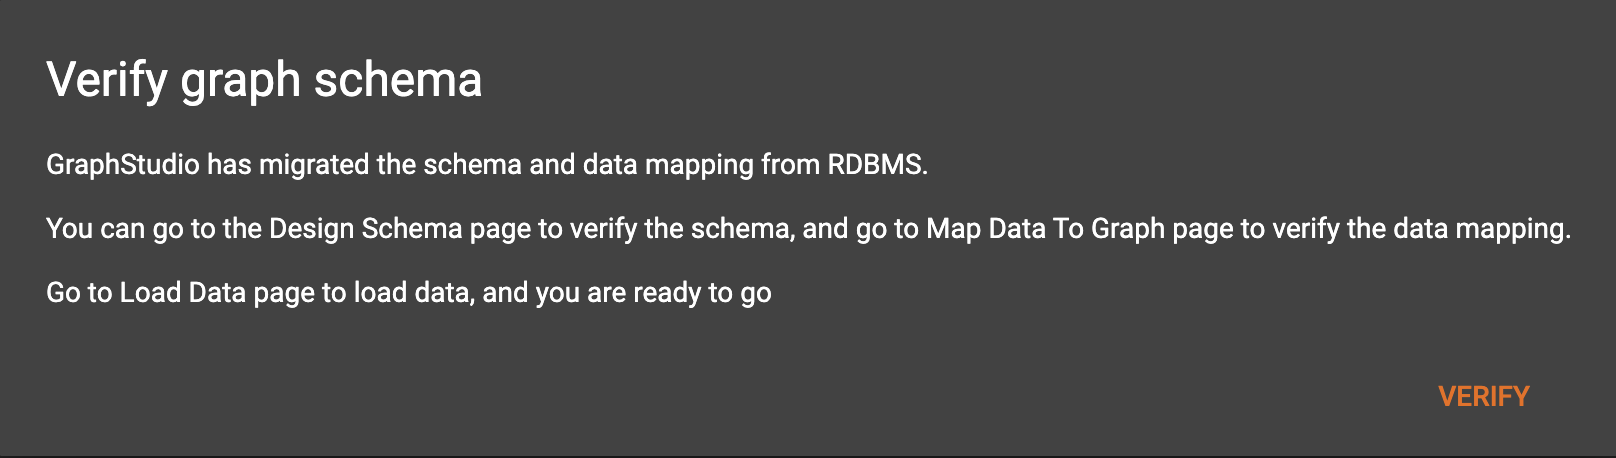 Verify graph schema
GraphStudio has migrated the schema and data mapping from RDBMS.
You can go to the Design Schema page to verify the schema, and go to Map Data To Graph page to verify the data mapping.
Go to Load Data page to load data, and you are ready to go
VERIFY